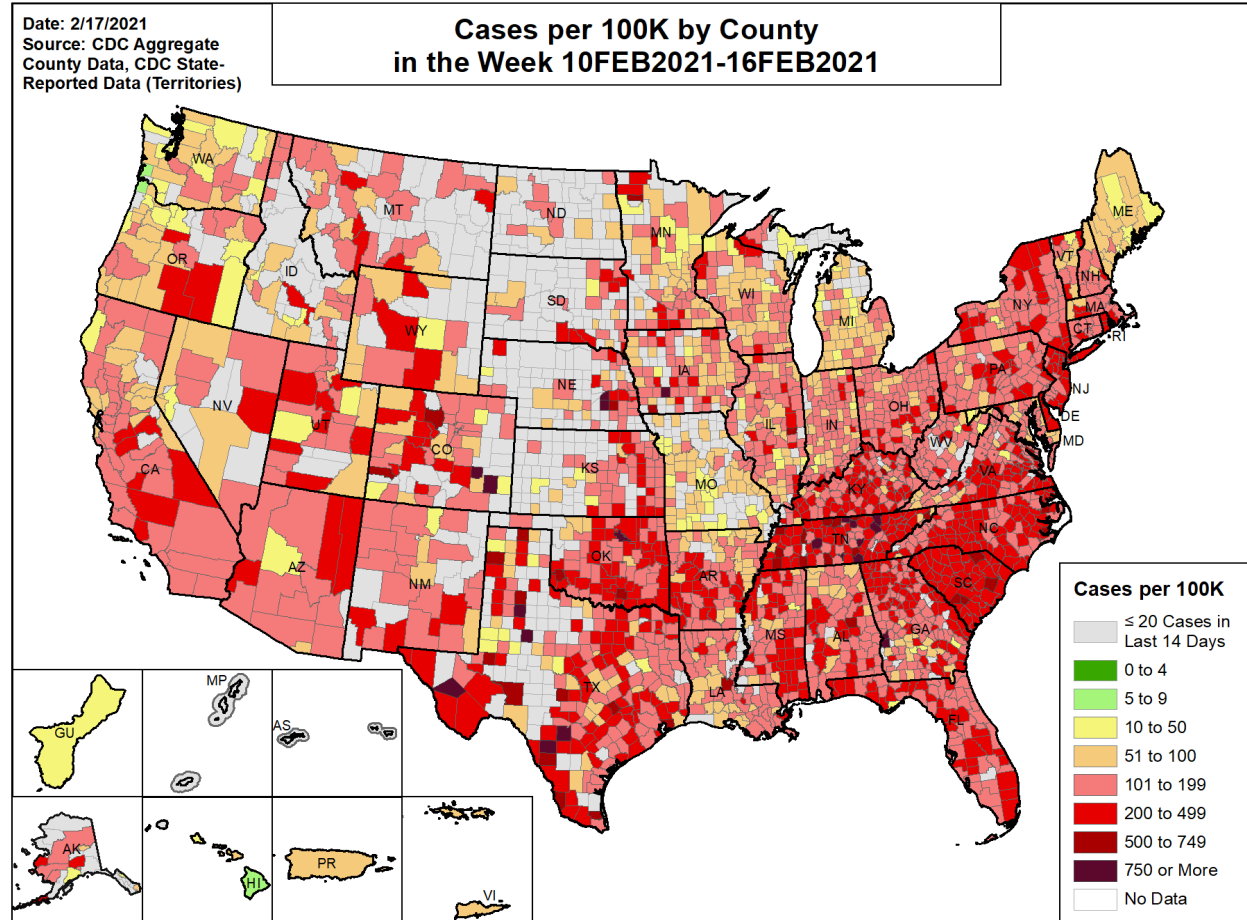 Date: 2/17/2021
Source: CDC Aggregate
County Data, CDC State-
Reported Data (Territories)
Cases per 100K by County
in the Week 10FEB2021-16FEB2021
WA
MT
ND
MN
ME
OR
ID
SD
WI
MI
VT
NH
NY
MA
CT
RI
WY
IA
PA
NJ
NE
NV
UT
CO
IL
IN
OH
DE
MD
WV
VA
CA
KS
MO
KY
AZ
NM
OK
AR
TN
NC
SC
TX
LA
MS
AL
GA
FL
GU
MP
AS
AK
HI
PR
VI
Cases per 100K
≤ 20 Cases in
Last 14 Days
0 to 4
5 to 9
10 to 50
51 to 100
101 to 199
200 to 499
500 to 749
750 or More
No Data